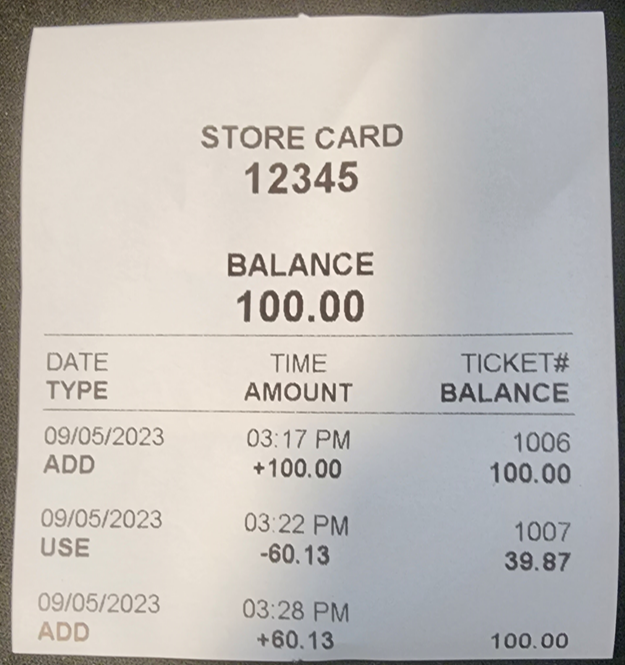 STORE CARD
12345
BALANCE
100.00
DATE TIME TICKET#
TYPE AMOUNT BALANCE
09/05/2023 03:17 PM 1006
ADD +100.00 100.00
09/05/2023 03:22 PM 1007
USE -60.13 39.87
09/05/2023 03:28 PM
ADD +60.13 100.00